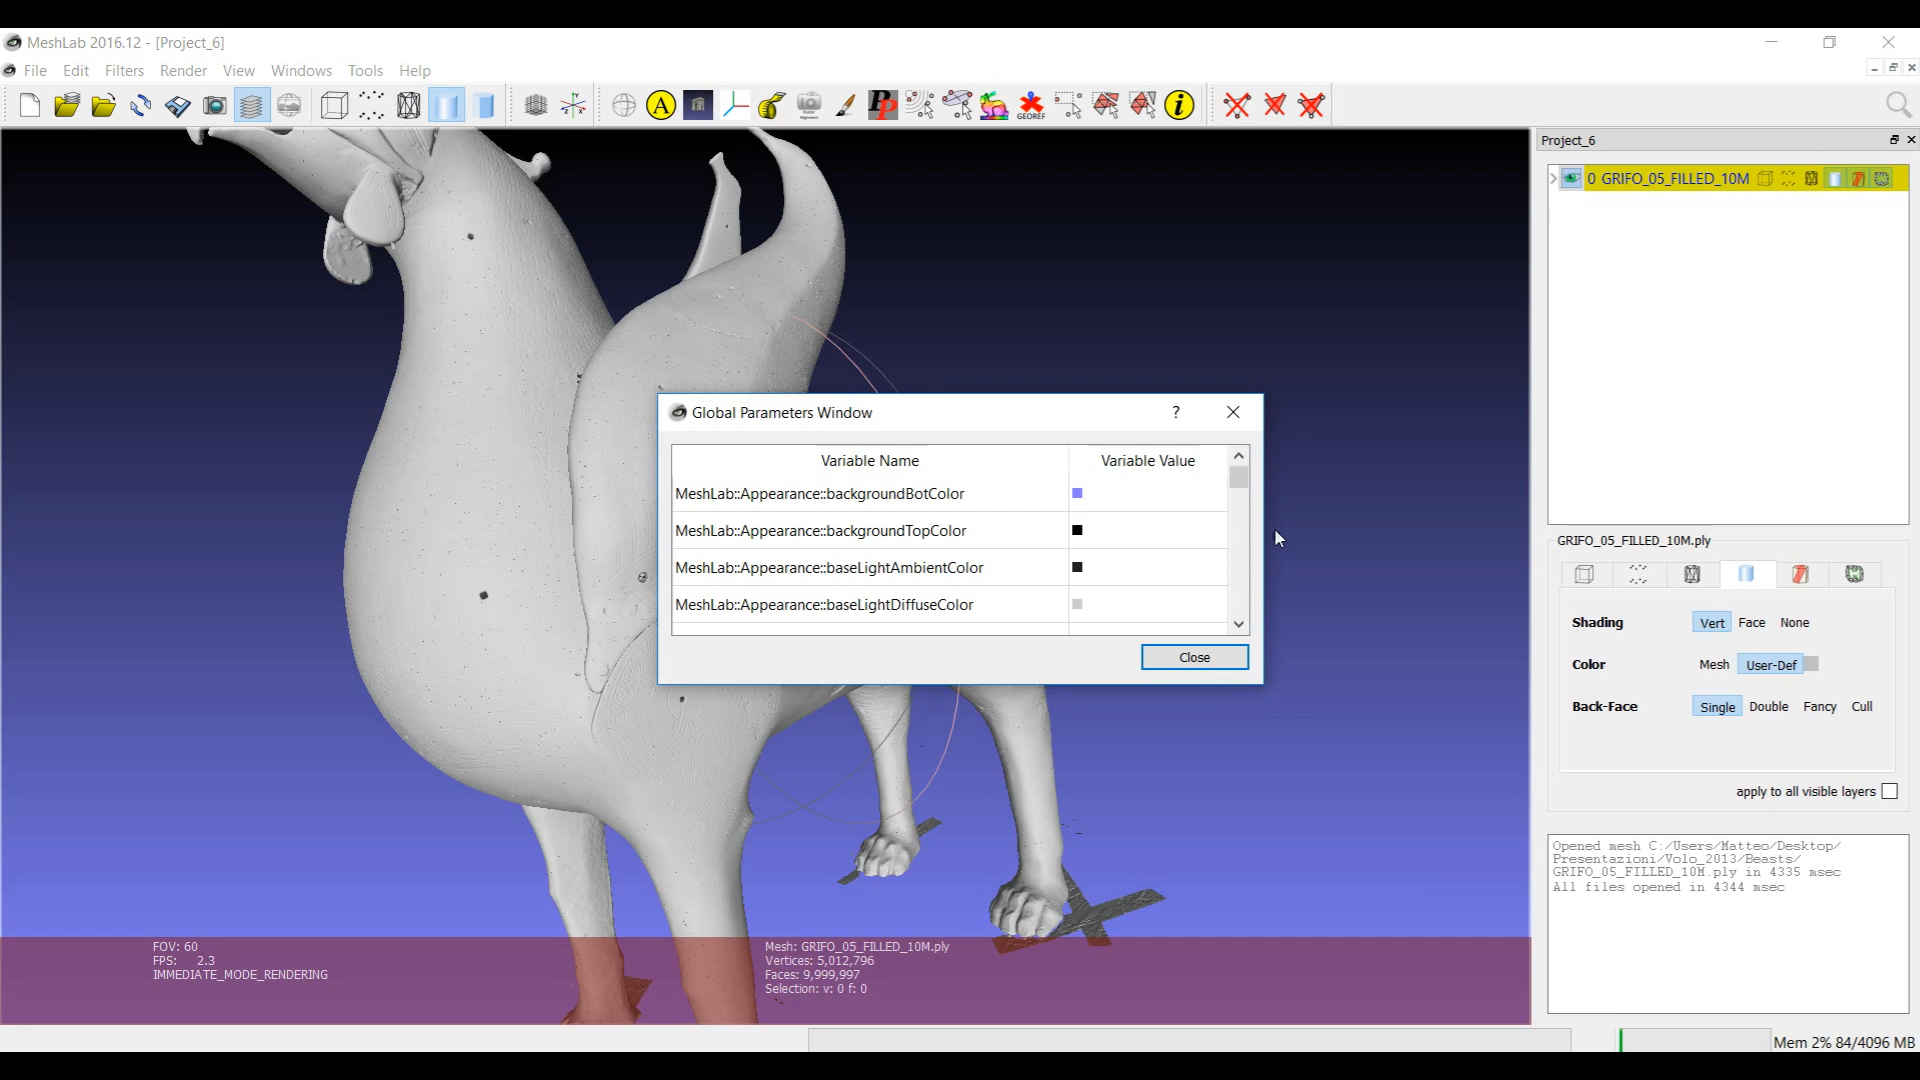 MeshLab 2016.12 - [Project_6]
File Edit Filters Render View Windows Tools Help
A PP GEOREF i
Project_6
0 GRIFO_05_FILLED_10M
Global Parameters Window ?
Variable Name Variable Value
MeshLab::Appearance::backgroundBotColor
MeshLab::Appearance::backgroundTopColor
MeshLab::Appearance::baseLightAmbientColor
MeshLab::Appearance::baseLightDiffuseColor
Close
GRIFO_05_FILLED_10M.ply
Shading Vert Face None
Color Mesh User-Def
Back-Face Single Double Fancy Cull
apply to all visible layers
Opened mesh C:/Users/Matteo/Desktop/
Presentazioni/Volo_2013/Beasts/
GRIFO_05_FILLED_10M.ply in 4335 msec
All files opened in 4344 msec
FOV: 60
FPS: 2.3
IMMEDIATE_MODE_RENDERING
Mesh: GRIFO_05_FILLED_10M.ply
Vertices: 5,012,796
Faces: 9,999,997
Selection: v: 0 f: 0
Mem 2% 84/4096 MB